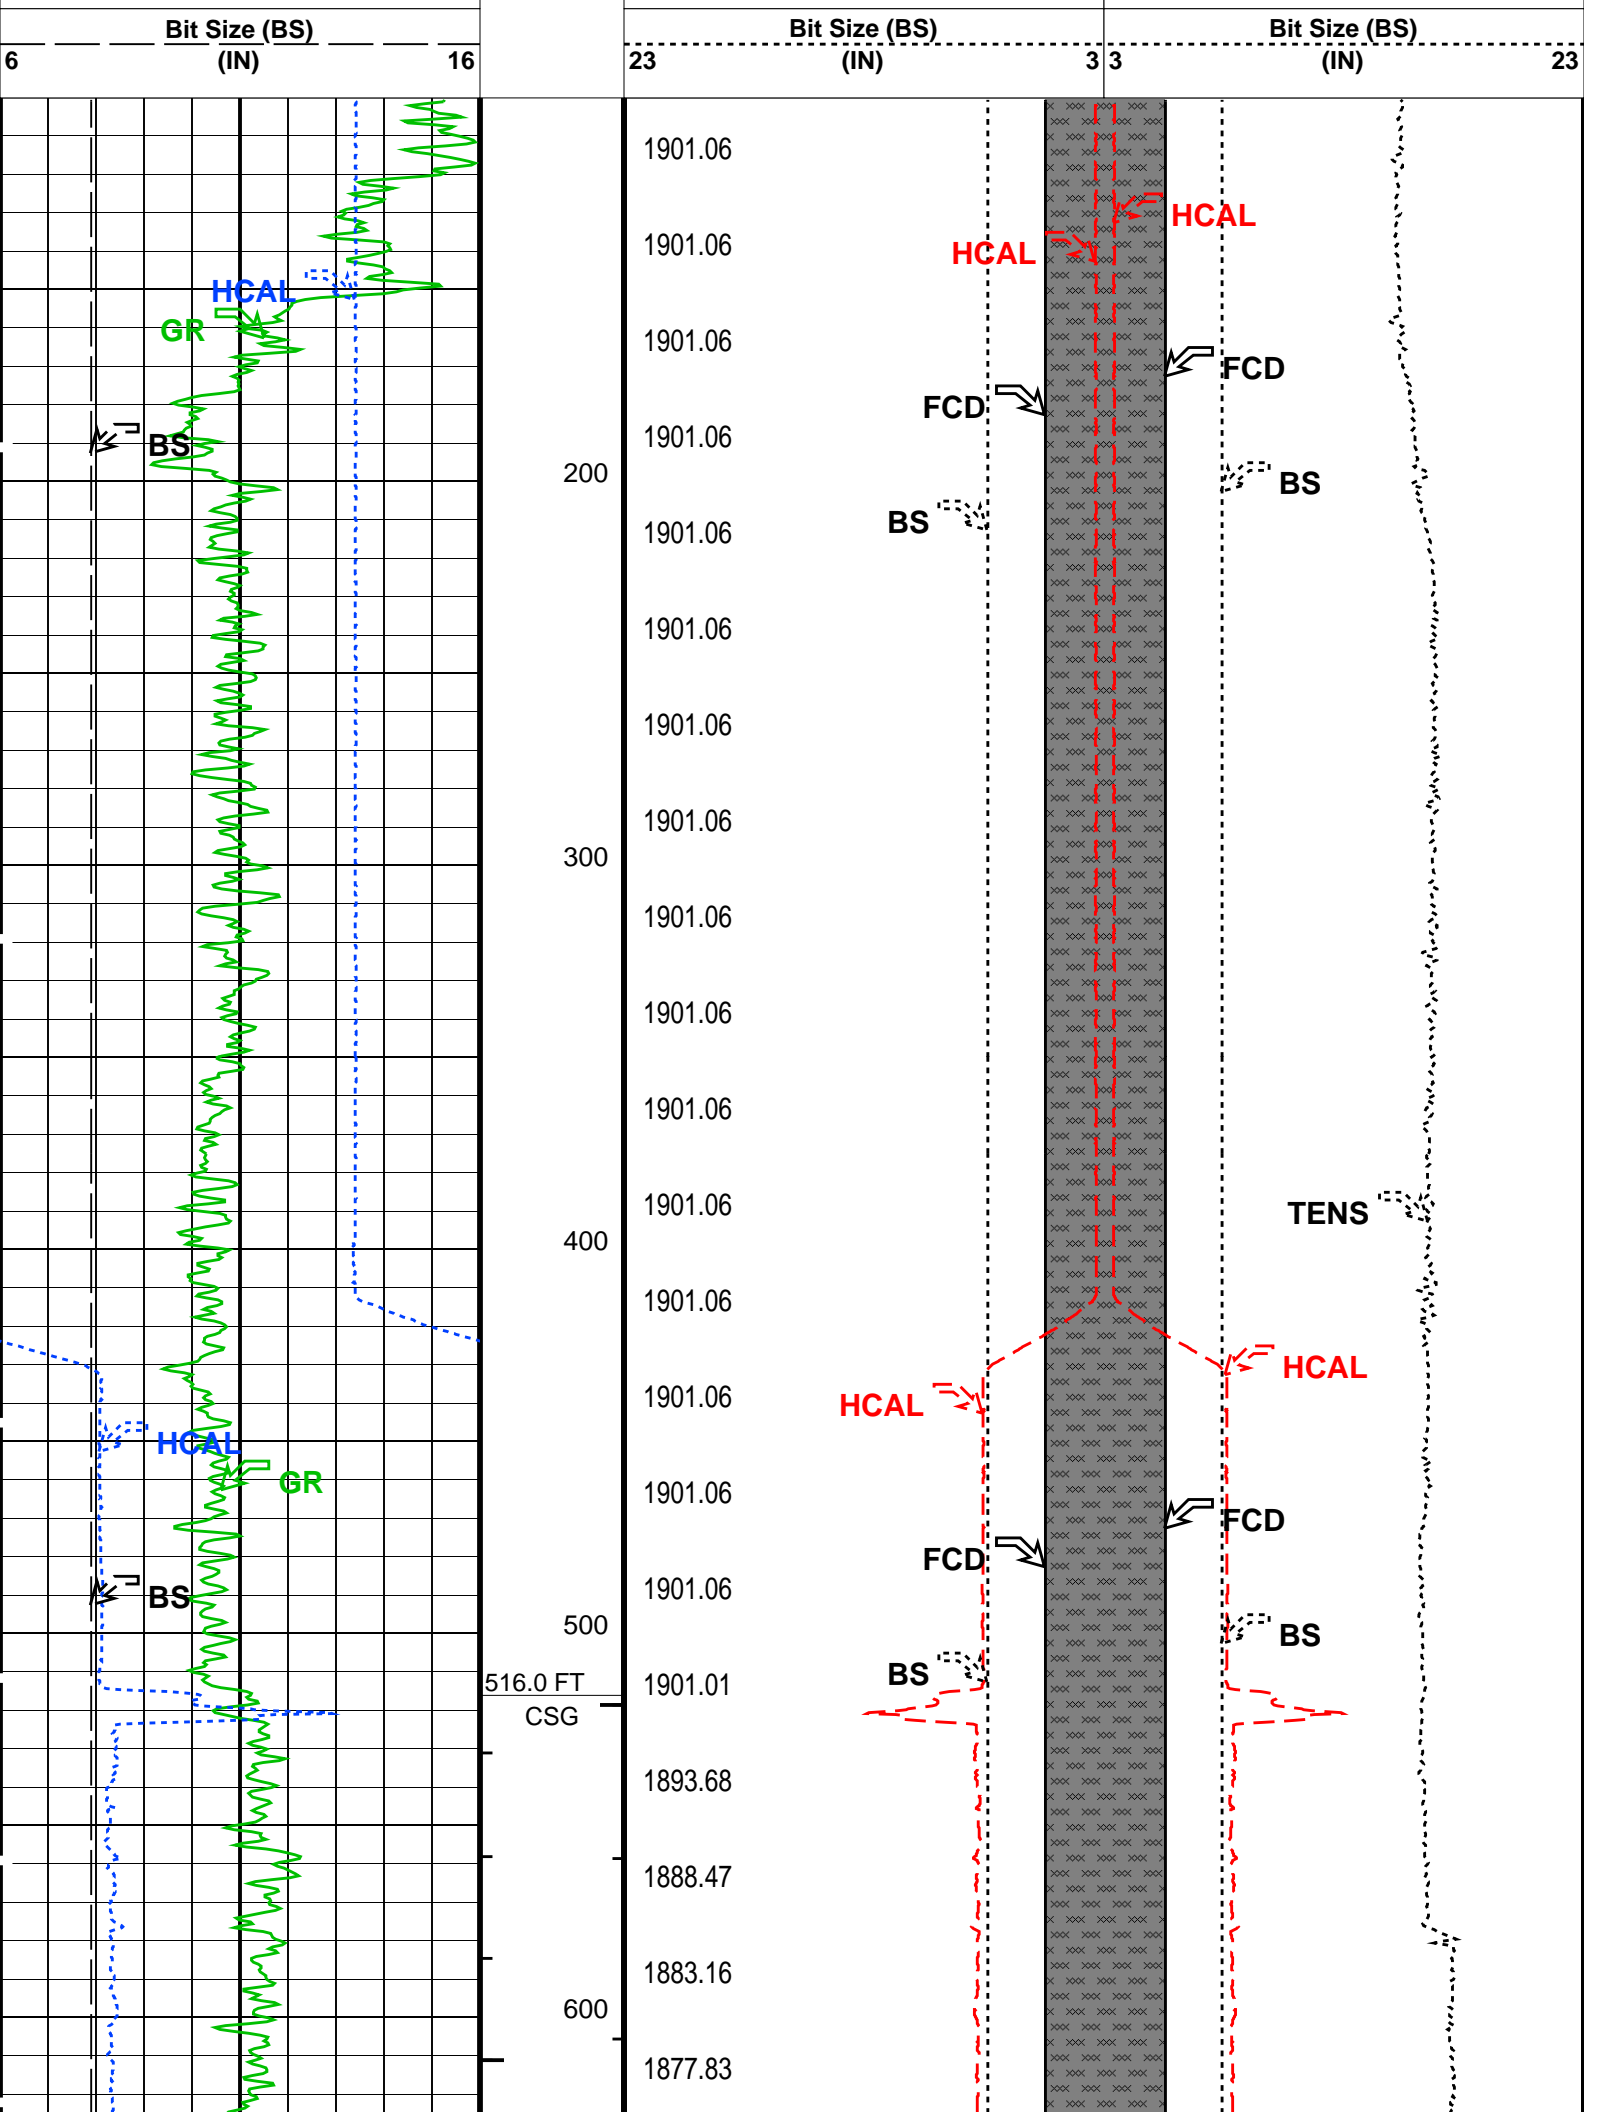 Bit Size (BS) Bit Size (BS) Bit Size (BS)
6 (IN) 16 23 (IN) 3 3 (IN) 23
1901.06
HCAL
1901.06
HCAL
HCAL
GR
1901.06
FCD
FCD
1901.06
BS
200
BS
BS
1901.06
1901.06
1901.06
1901.06
300
1901.06
1901.06
1901.06
1901.06
TENS
400
1901.06
HCAL
1901.06
HCAL
HCAL
GR
1901.06
FCD
FCD
1901.06
BS
500
BS
BS
516.0 FT
1901.01
CSG
1893.68
1888.47
1883.16
600
1877.83